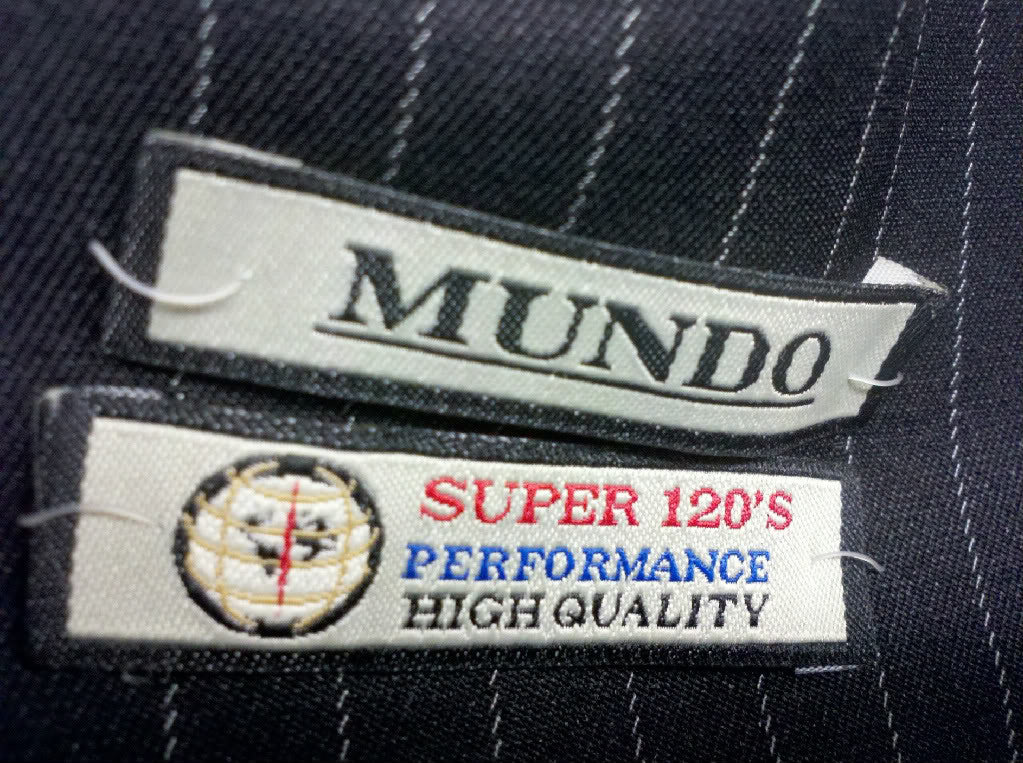 MUNDO
SUPER 120'S
PERFORMANCE
HIGH QUALITY